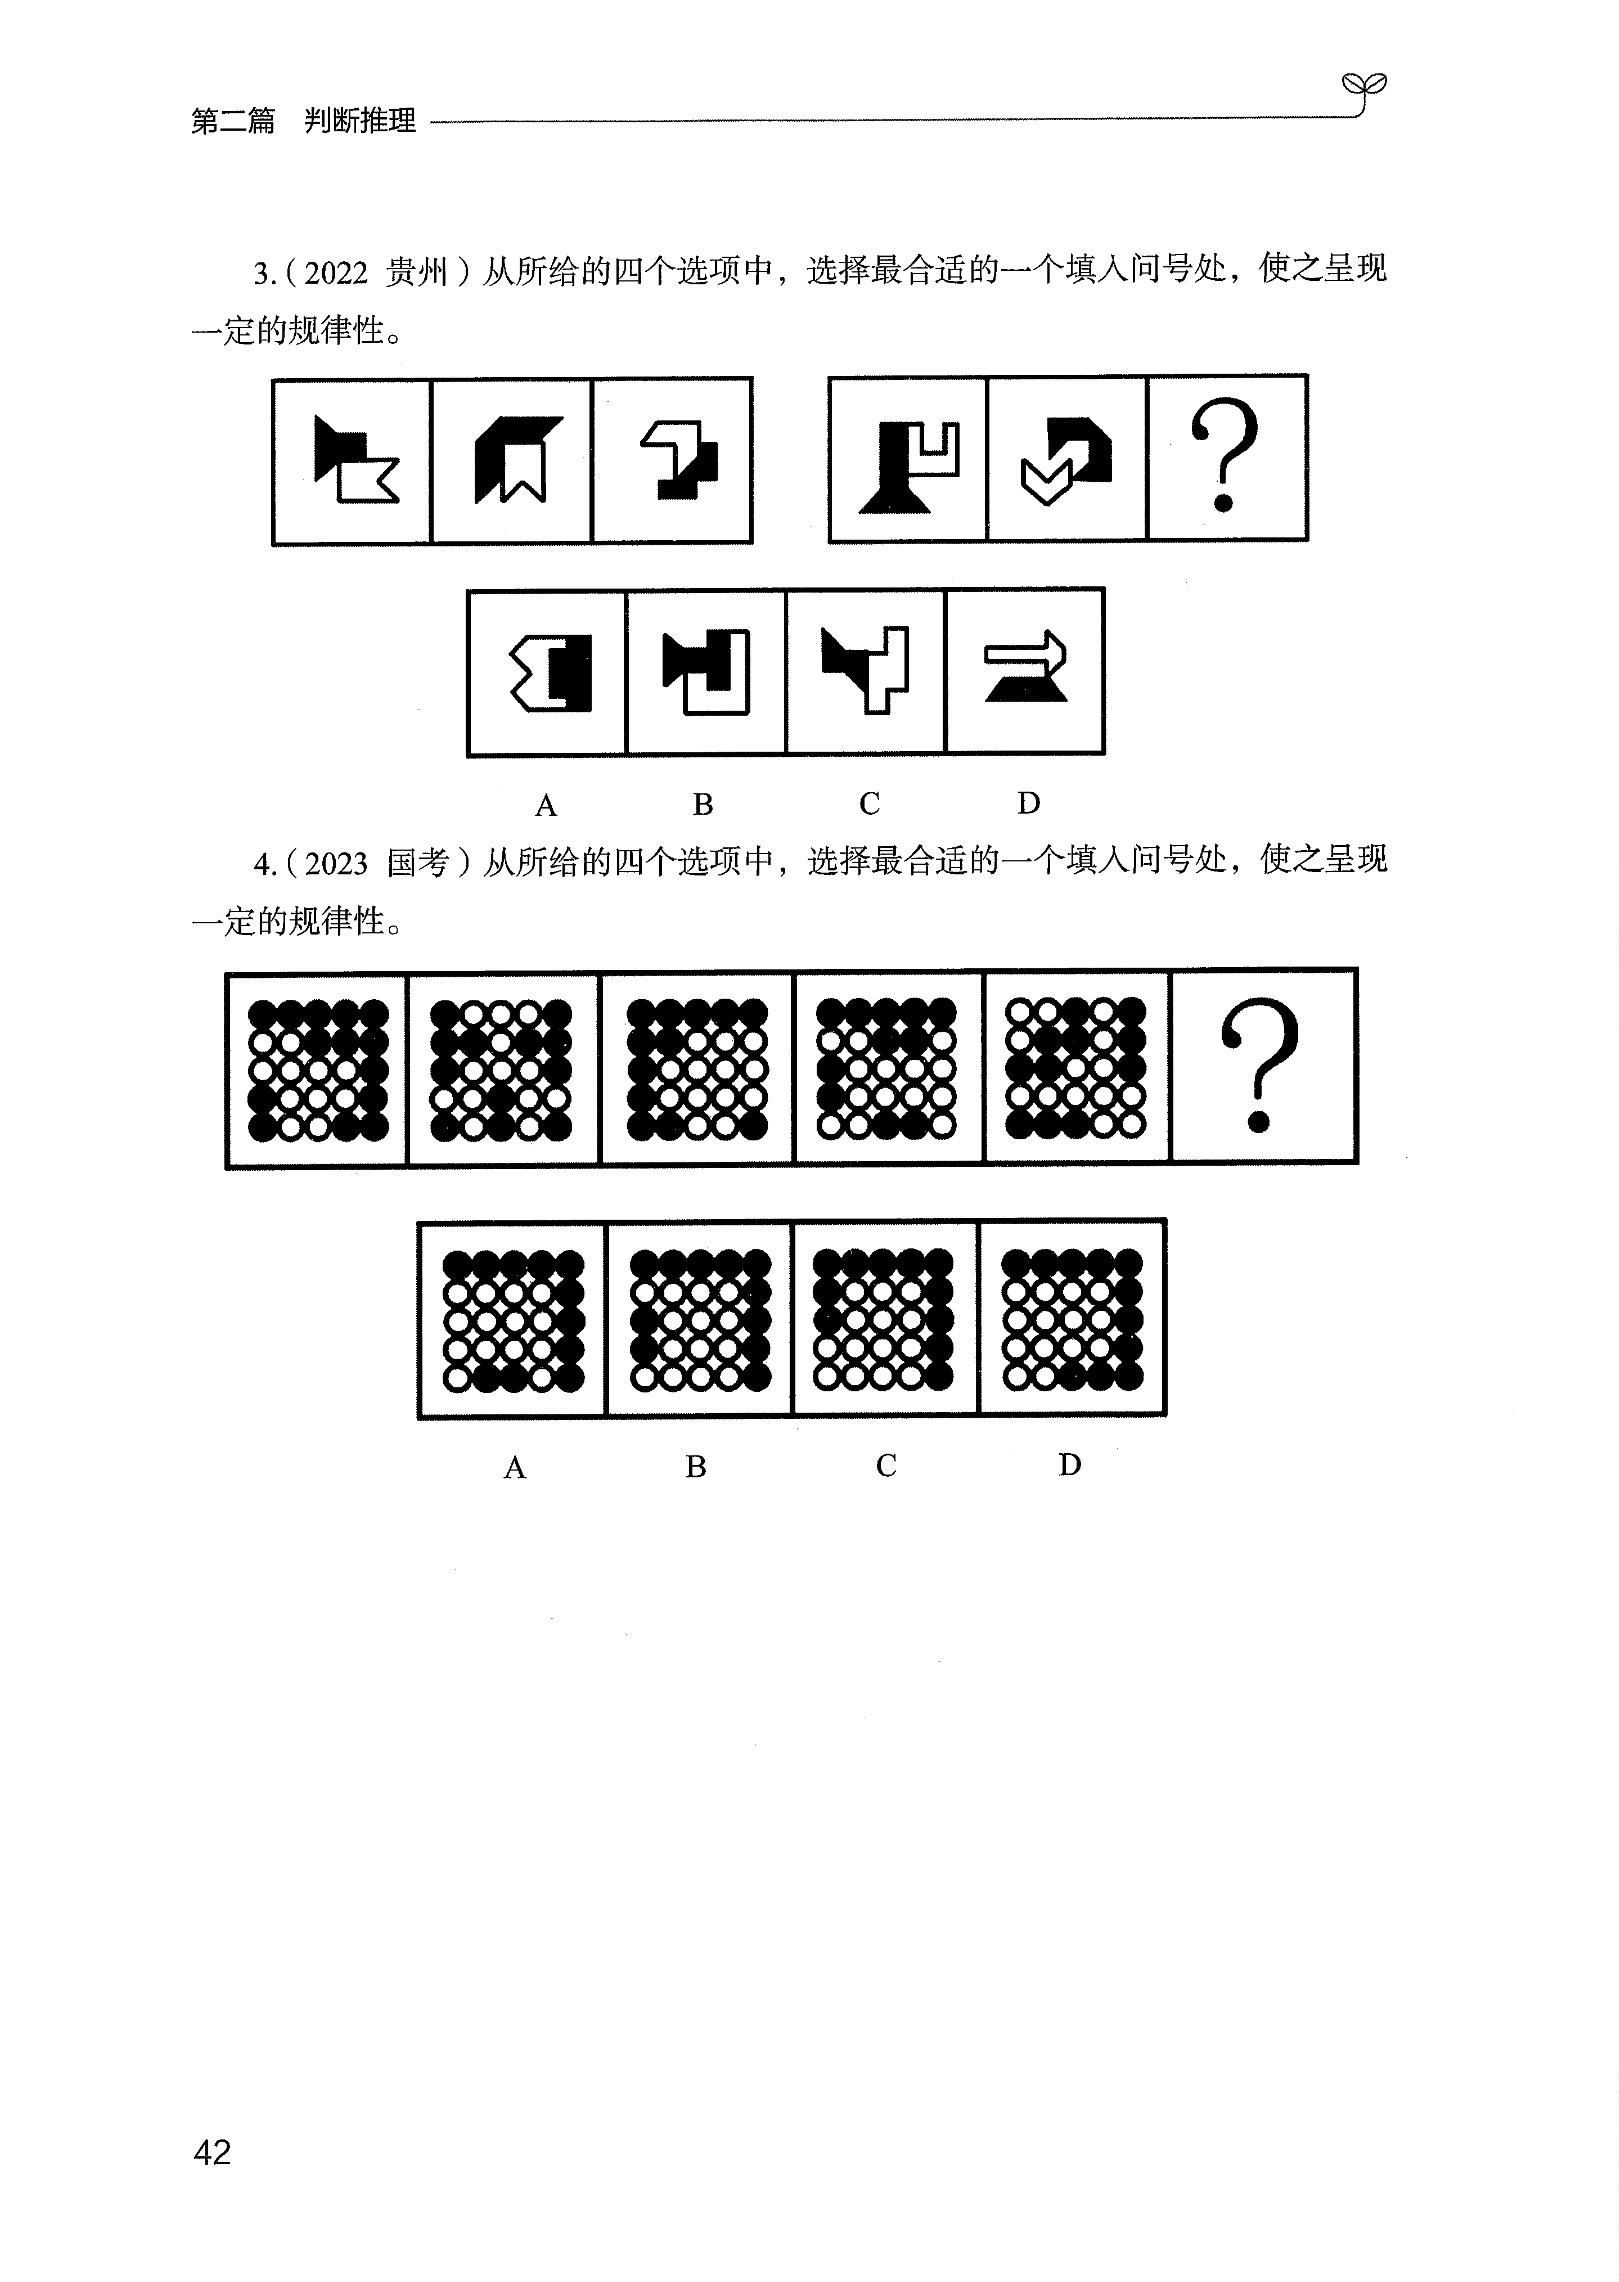 第二篇 判断推理
3.（2022 贵州）从所给的四个选项中，选择最合适的一个填入问号处，使之呈现
一定的规律性。
?
A B C D
4.（2023 国考）从所给的四个选项中，选择最合适的一个填入问号处，使之呈现
一定的规律性。
?
A B C D
42